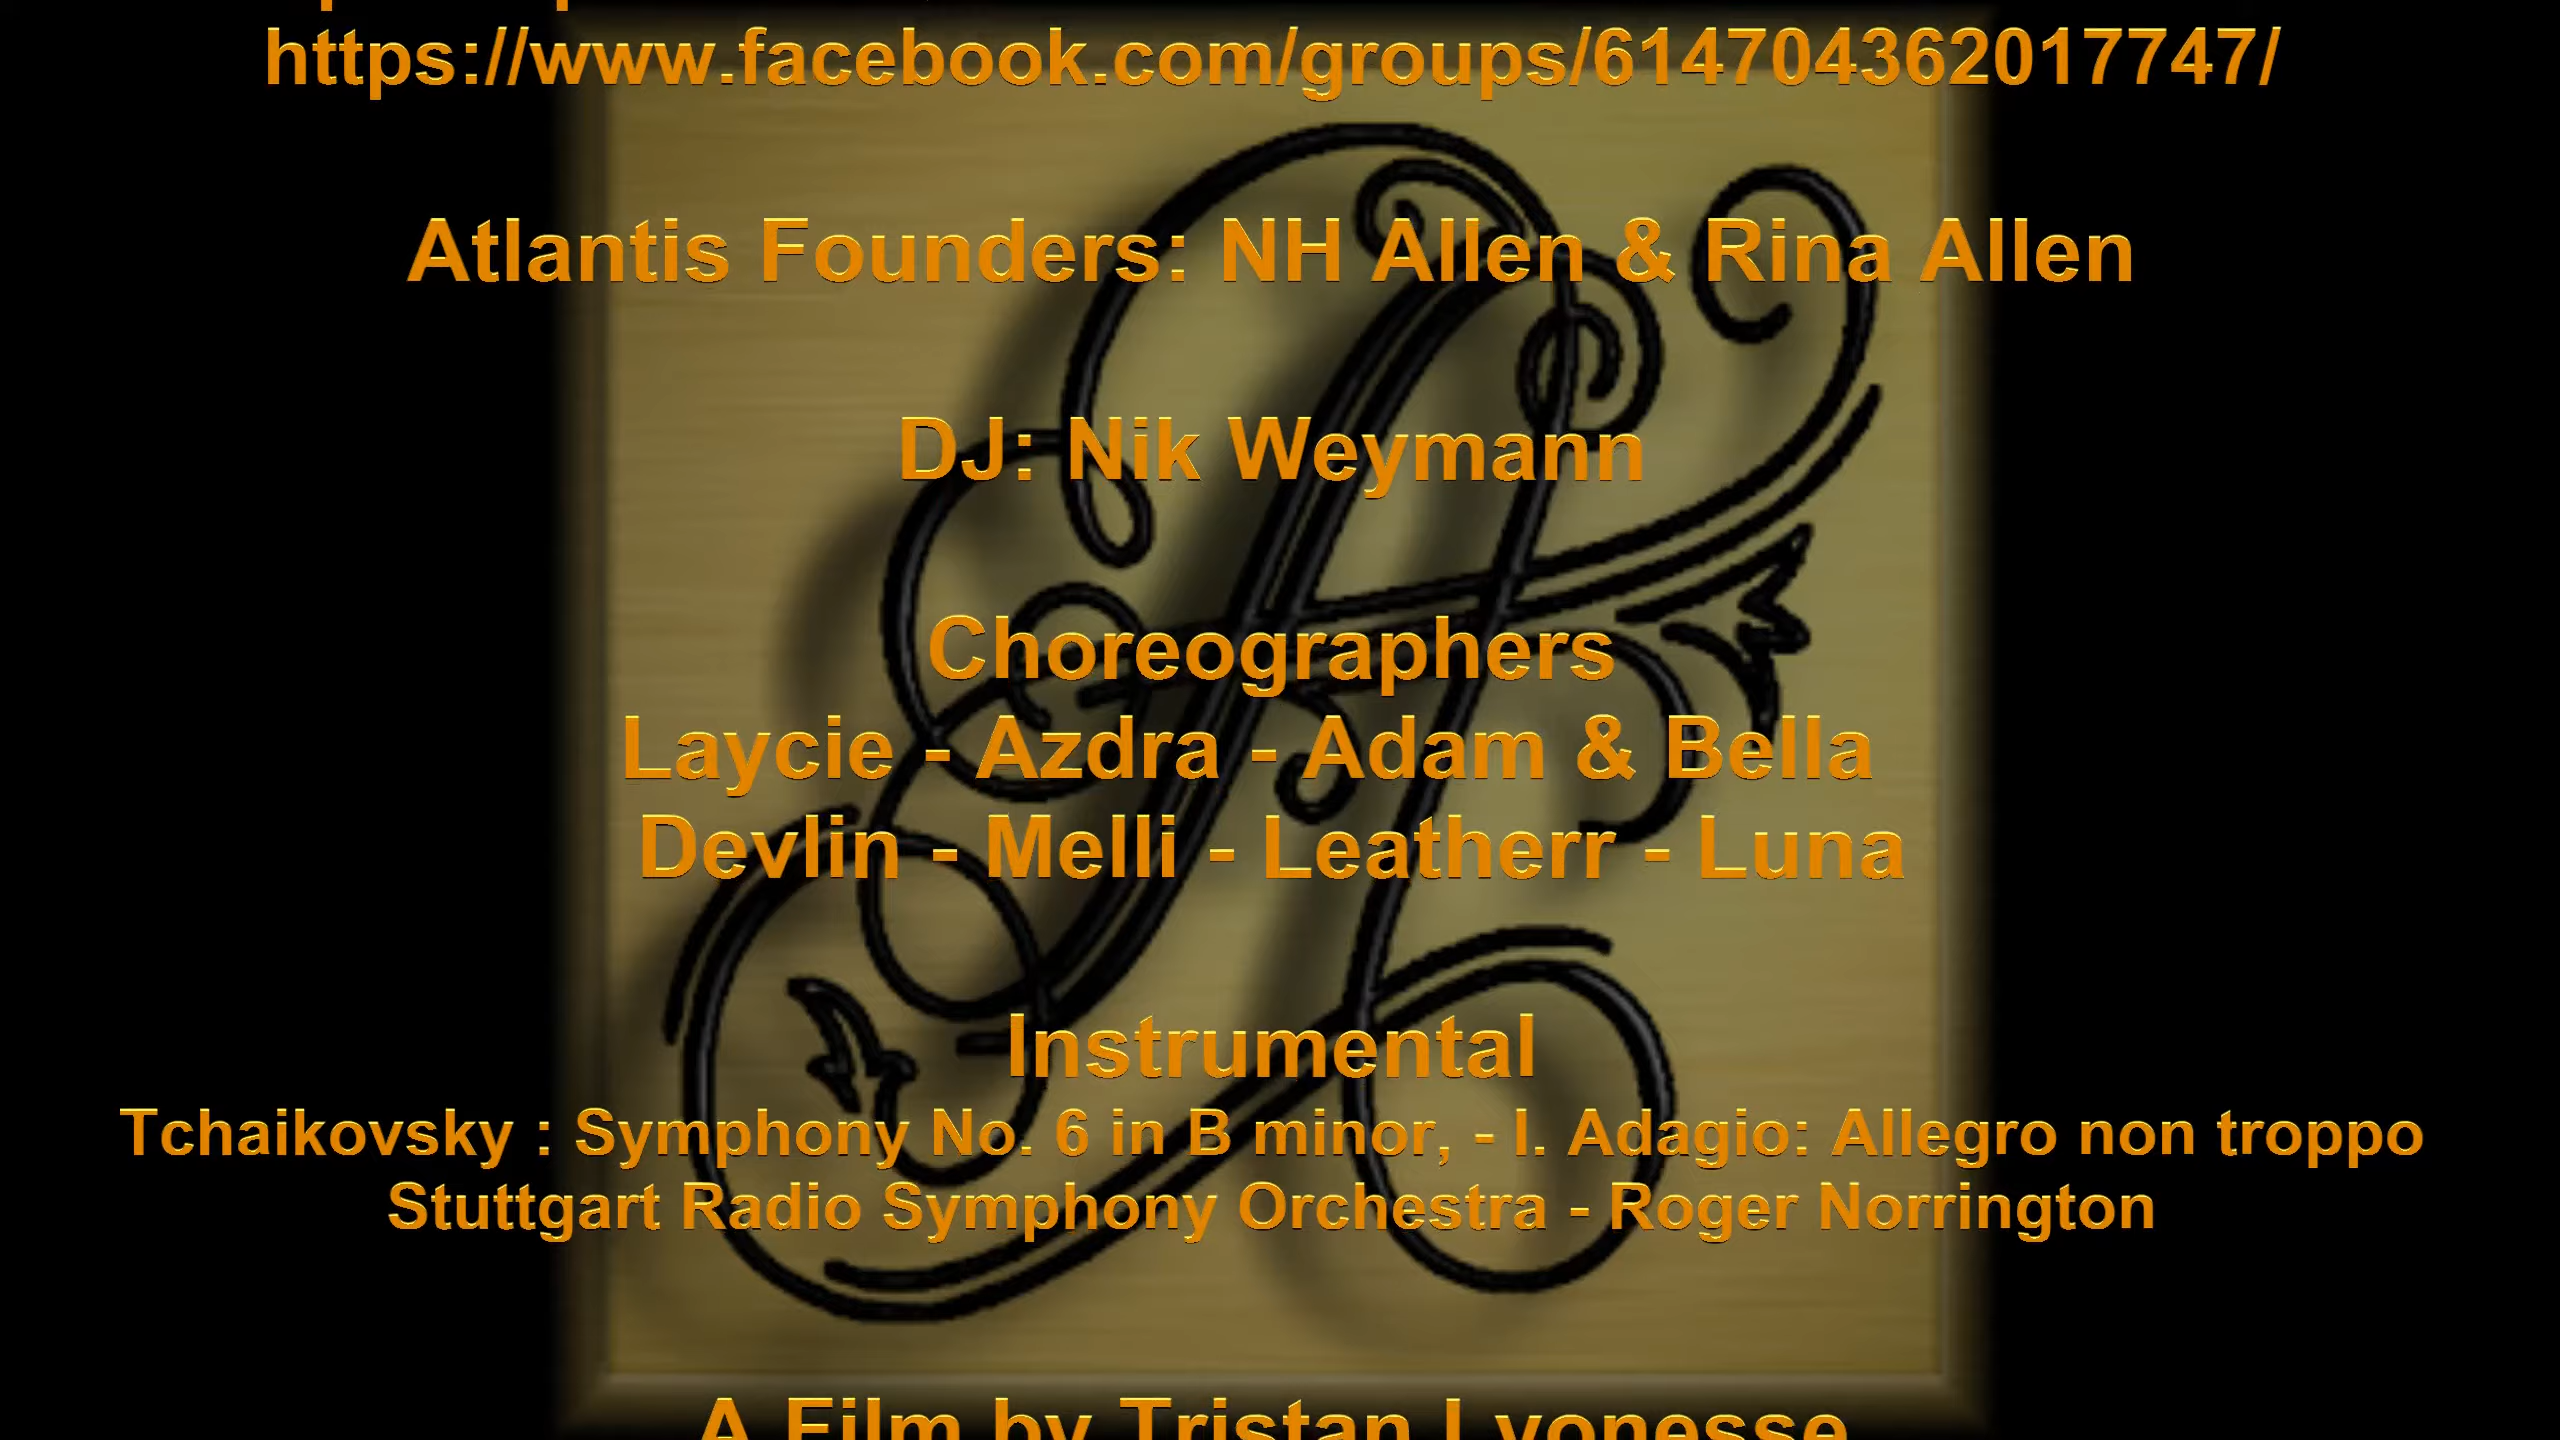 https://www.facebook.com/groups/614704362017747/
Atlantis Founders: NH Allen & Rina Allen
DJ: Nik Weymann
Choreographers
Laycie - Azdra - Adam & Bella
Devlin - Melli - Leatherr - Luna
Instrumental
Tchaikovsky : Symphony No. 6 in B minor, - I. Adagio: Allegro non troppo
Stuttgart Radio Symphony Orchestra - Roger Norrington
A Film by Tristan Lyonesse